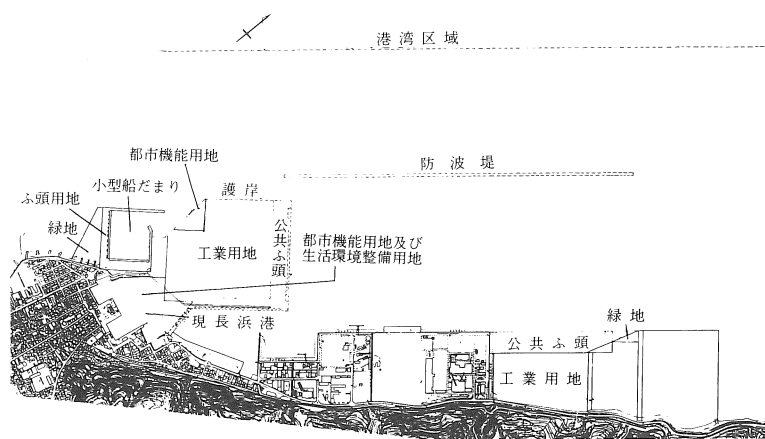 港湾区域
防波堤
都市機能用地
小型船だまり
護岸
ふ頭用地
緑地
工業用地
公共ふ頭
都市機能用地及び
生活環境整備用地
現長浜港
緑地
公共ふ頭
工業用地